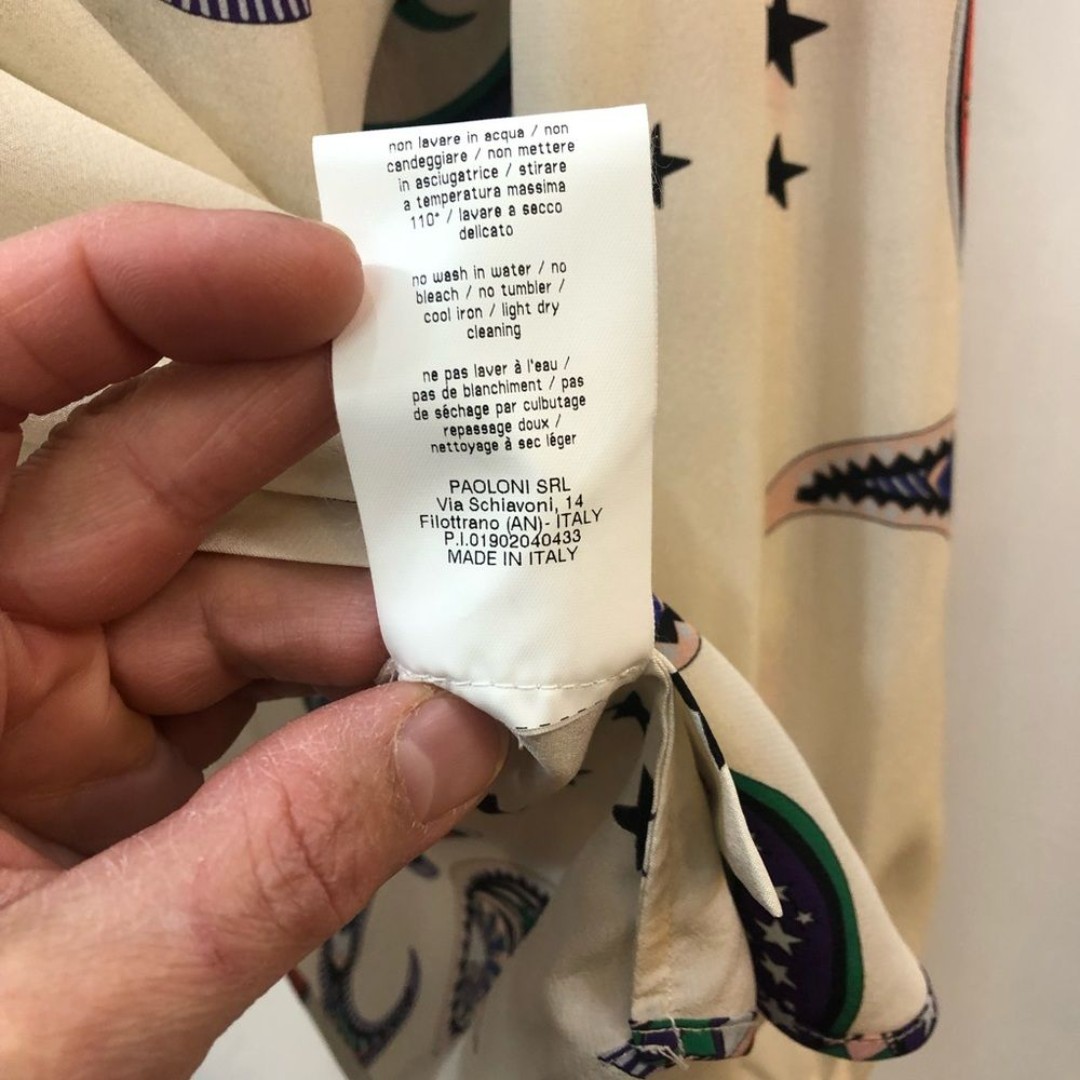 non lavare in acqua / non
candeggiare / non mettere
in asciugatrice / stirare
a temperatura massima
110° / lavare a secco
delicato
no wash in water / no
bleach / no tumbler /
cool iron / light dry
cleaning
ne pas laver à l'eau /
pas de blanchiment / pas
de séchage par culbutage
repassage doux /
nettoyage à sec léger
PAOLONI SRL
Via Schiavoni, 14
Filottrano (AN)- ITALY
P.I.01902040433
MADE IN ITALY